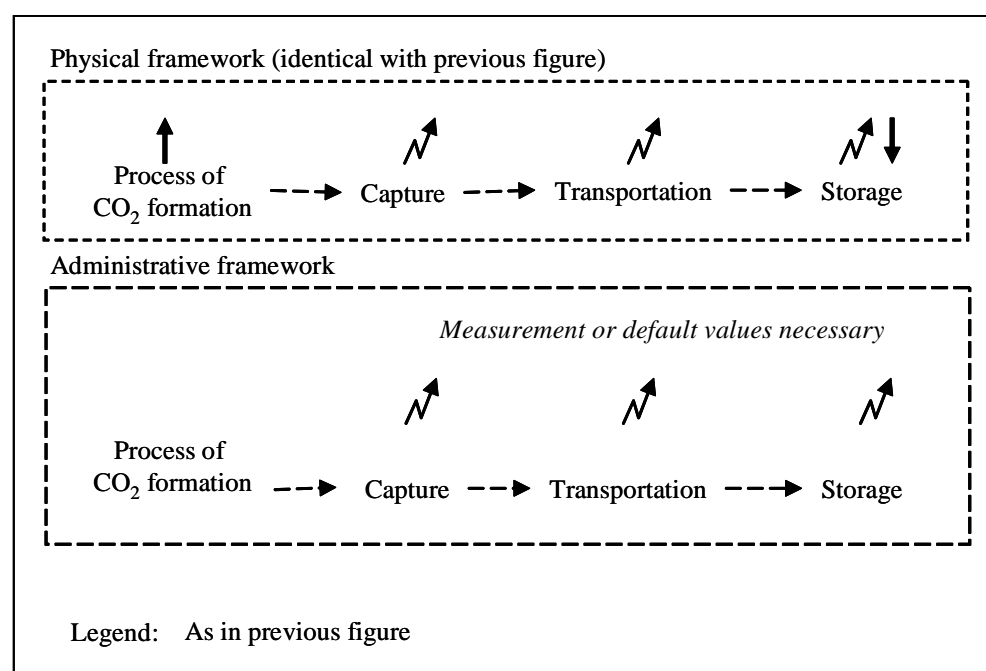 Physical framework (identical with previous figure)
Process of
CO₂ formation
Capture
Transportation
Storage
Administrative framework
Measurement or default values necessary
Process of
CO₂ formation
Capture
Transportation
Storage
Legend: As in previous figure